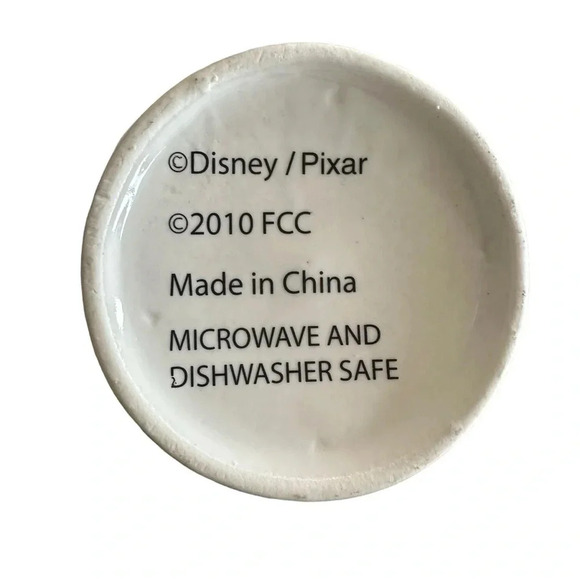 ©Disney / Pixar
©2010 FCC
Made in China
MICROWAVE AND
DISHWASHER SAFE